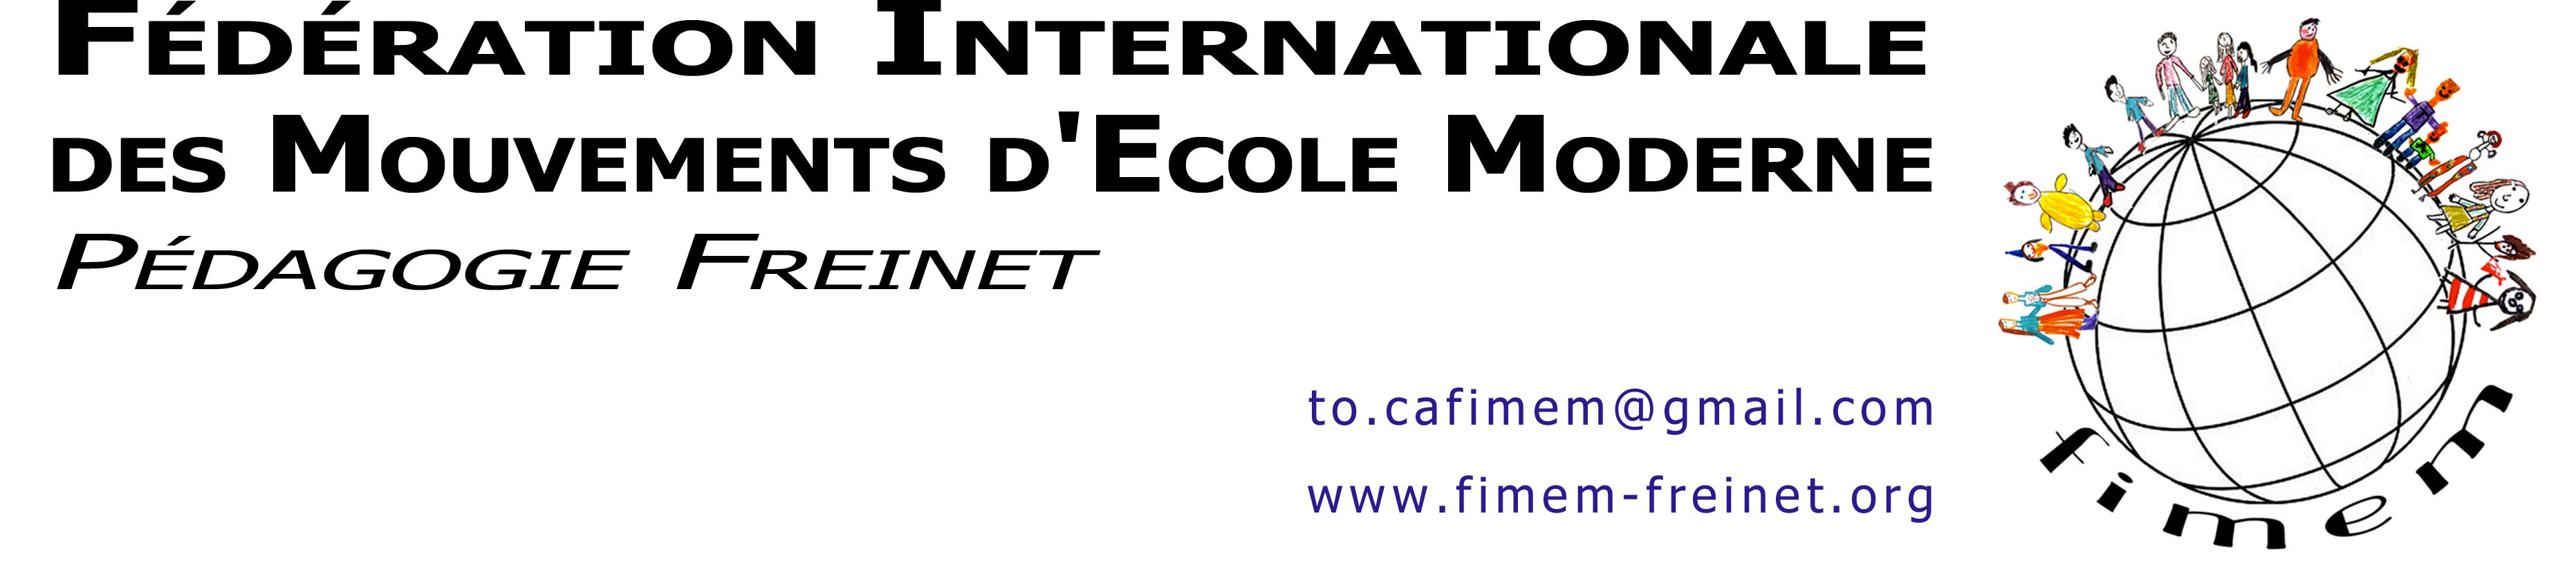 FÉDÉRATION INTERNATIONALE
DES MOUVEMENTS D'ECOLE MODERNE
PÉDAGOGIE FREINET
to.cafimem@gmail.com
www.fimem-freinet.org
fimem